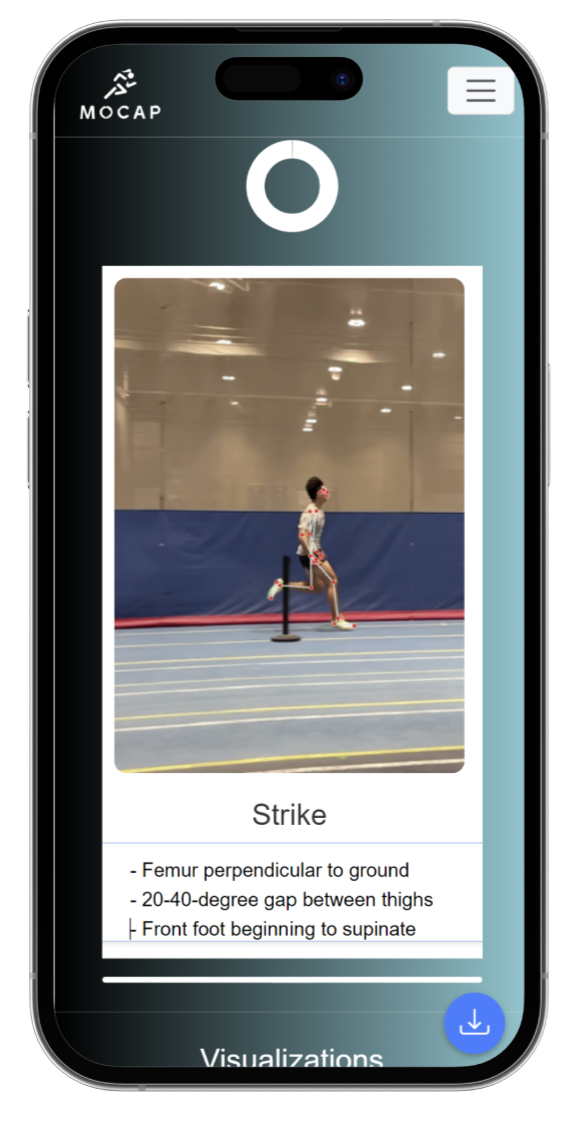 MOCAP
Strike
- Femur perpendicular to ground
- 20-40-degree gap between thighs
- Front foot beginning to supinate
Visualizations